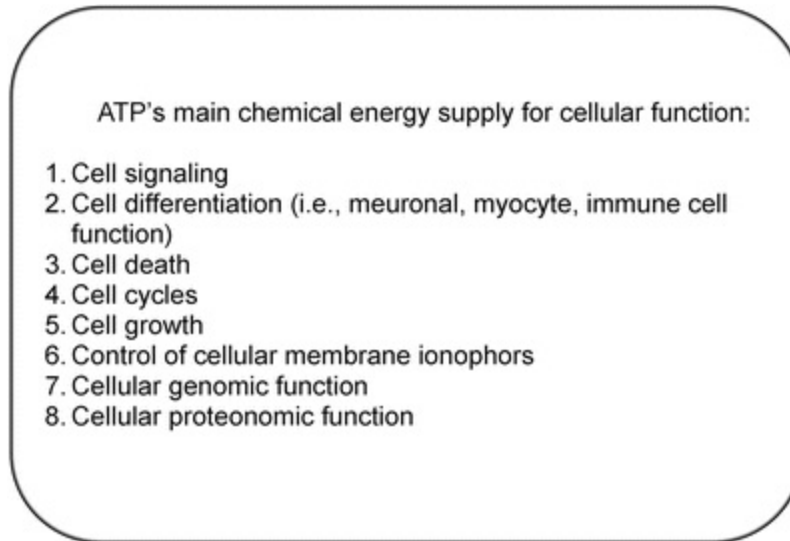 ATP's main chemical energy supply for cellular function:
1. Cell signaling
2. Cell differentiation (i.e., meuronal, myocyte, immune cell
function)
3. Cell death
4. Cell cycles
5. Cell growth
6. Control of cellular membrane ionophors
7. Cellular genomic function
8. Cellular proteonomic function